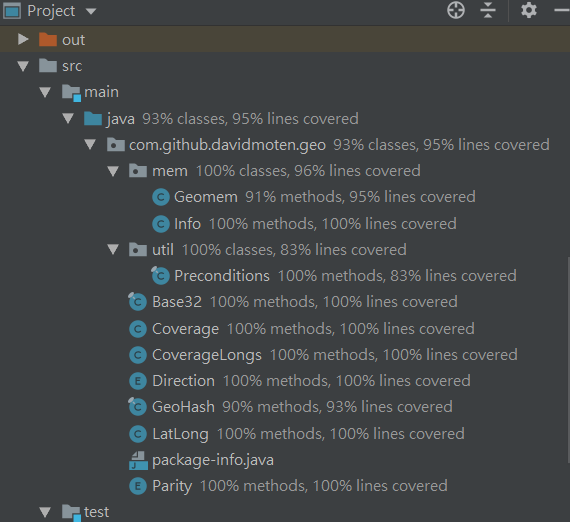 Project
out
src
main
java 93% classes, 95% lines covered
com.github.davidmoten.geo 93% classes, 95% lines covered
mem 100% classes, 96% lines covered
Geomem 91% methods, 95% lines covered
Info 100% methods, 100% lines covered
util 100% classes, 83% lines covered
Preconditions 100% methods, 83% lines covered
Base32 100% methods, 100% lines covered
Coverage 100% methods, 100% lines covered
CoverageLongs 100% methods, 100% lines covered
Direction 100% methods, 100% lines covered
GeoHash 90% methods, 93% lines covered
LatLong 100% methods, 100% lines covered
package-info.java
Parity 100% methods, 100% lines covered
test